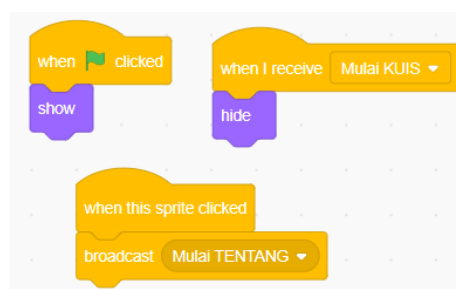 when clicked
show
when I receive Mulai KUIS
hide
when this sprite clicked
broadcast Mulai TENTANG